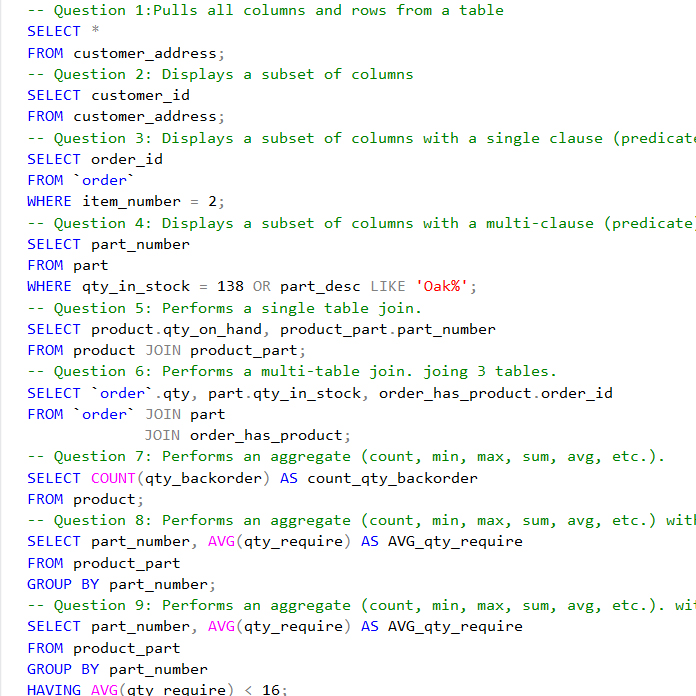 -- Question 1:Pulls all columns and rows from a table
SELECT *
FROM customer_address;
-- Question 2: Displays a subset of columns
SELECT customer_id
FROM customer_address;
-- Question 3: Displays a subset of columns with a single clause (predicate
SELECT order_id
FROM `order`
WHERE item_number = 2;
-- Question 4: Displays a subset of columns with a multi-clause (predicate)
SELECT part_number
FROM part
WHERE qty_in_stock = 138 OR part_desc LIKE 'Oak%';
-- Question 5: Performs a single table join.
SELECT product.qty_on_hand, product_part.part_number
FROM product JOIN product_part;
-- Question 6: Performs a multi-table join. joing 3 tables.
SELECT `order`.qty, part.qty_in_stock, order_has_product.order_id
FROM `order` JOIN part
JOIN order_has_product;
-- Question 7: Performs an aggregate (count, min, max, sum, avg, etc.).
SELECT COUNT(qty_backorder) AS count_qty_backorder
FROM product;
-- Question 8: Performs an aggregate (count, min, max, sum, avg, etc.) with
SELECT part_number, AVG(qty_require) AS AVG_qty_require
FROM product_part
GROUP BY part_number;
-- Question 9: Performs an aggregate (count, min, max, sum, avg, etc.). wi
SELECT part_number, AVG(qty_require) AS AVG_qty_require
FROM product_part
GROUP BY part_number
HAVING AVG(qty_require) < 16;